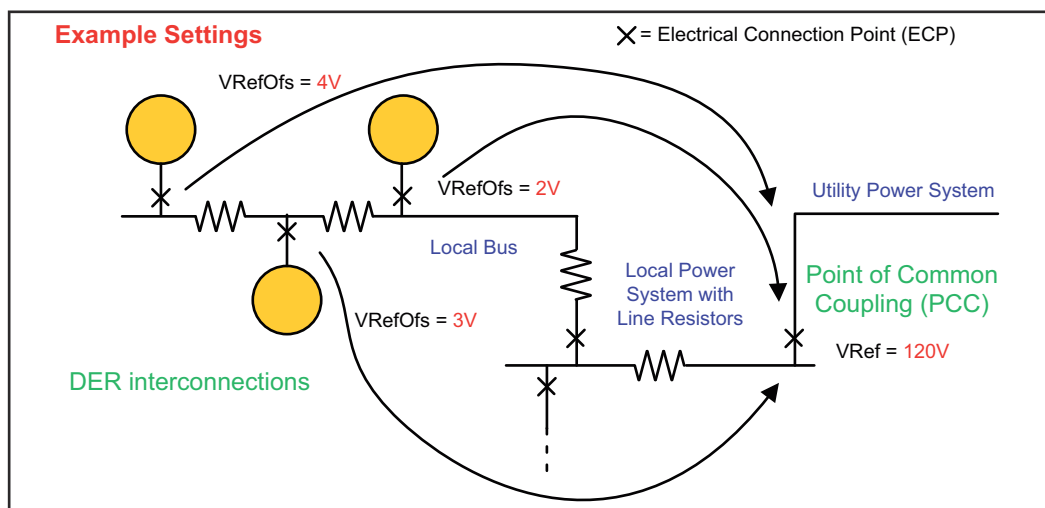 Example Settings
= Electrical Connection Point (ECP)
VRefOfs = 4V
VRefOfs = 2V
Utility Power System
Local Bus
Local Power
System with
Line Resistors
Point of Common
Coupling (PCC)
VRefOfs = 3V
VRef = 120V
DER interconnections